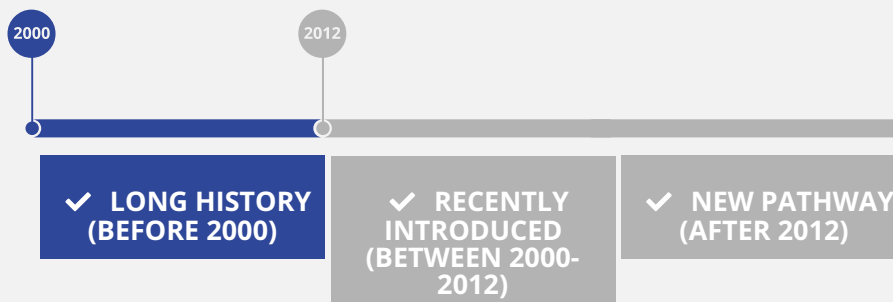 2000
2012
LONG HISTORY
(BEFORE 2000)
RECENTLY
INTRODUCED
(BETWEEN 2000-
2012)
NEW PATHWAY
(AFTER 2012)